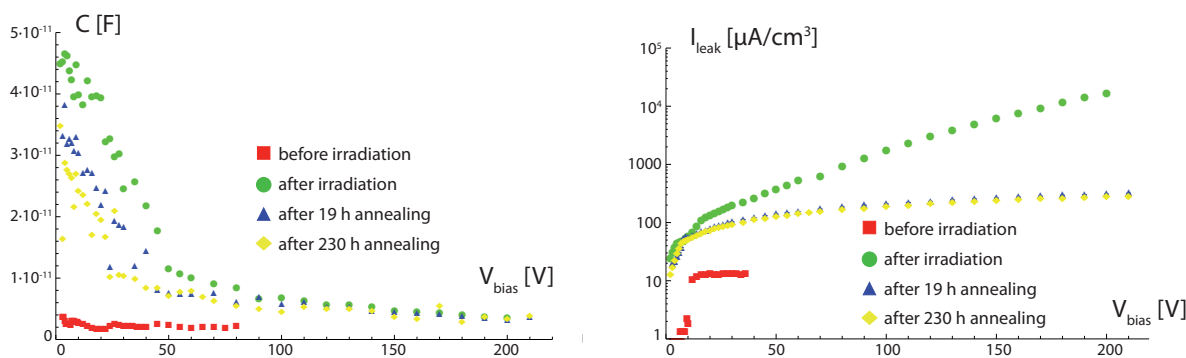 C [F]
5·10⁻¹¹
4·10⁻¹¹
3·10⁻¹¹
2·10⁻¹¹
1·10⁻¹¹
0
before irradiation
after irradiation
after 19 h annealing
after 230 h annealing
V_bias [V]
0 50 100 150 200
I_leak [μA/cm³]
10⁵
10⁴
1000
100
10
1
before irradiation
after irradiation
after 19 h annealing
after 230 h annealing
V_bias [V]
0 50 100 150 200